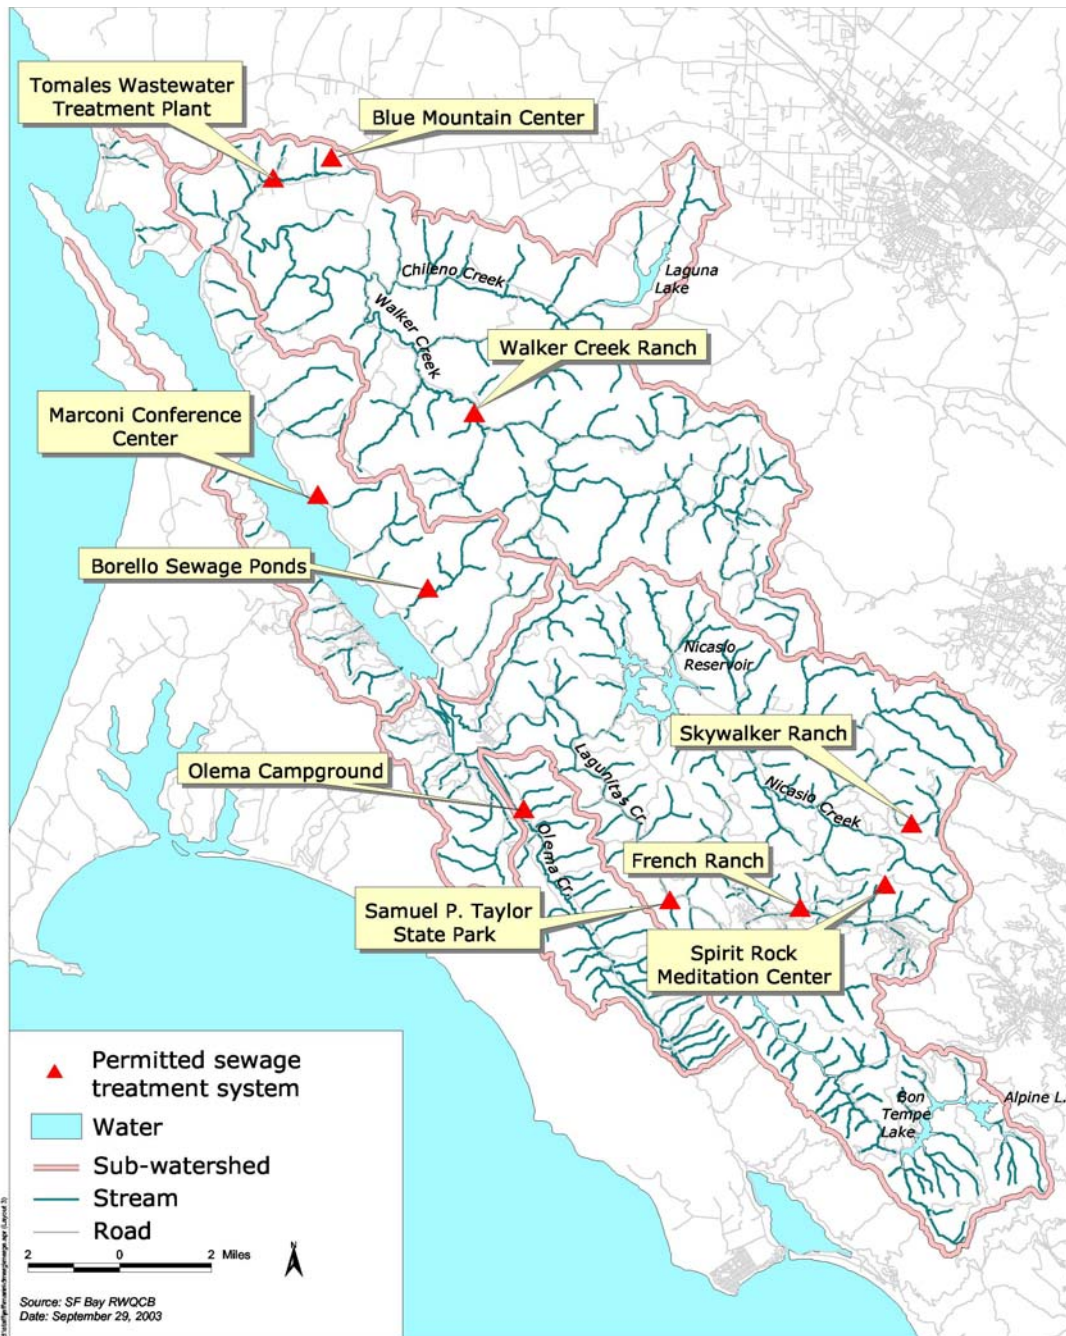 Tomales Wastewater
Treatment Plant
Blue Mountain Center
Laguna
Lake
Chileno Creek
Walker Creek
Walker Creek Ranch
Marconi Conference
Center
Borello Sewage Ponds
Nicasio
Reservoir
Skywalker Ranch
Olema Campground
Lagunitas Cr.
Nicasio Creek
Olema Cr.
French Ranch
Samuel P. Taylor
State Park
Spirit Rock
Meditation Center
Bon
Tempe
Lake
Alpine L.
Permitted sewage
treatment system
Water
Sub-watershed
Stream
Road
2 0 2 Miles
N
Source: SF Bay RWQCB
Date: September 29, 2003